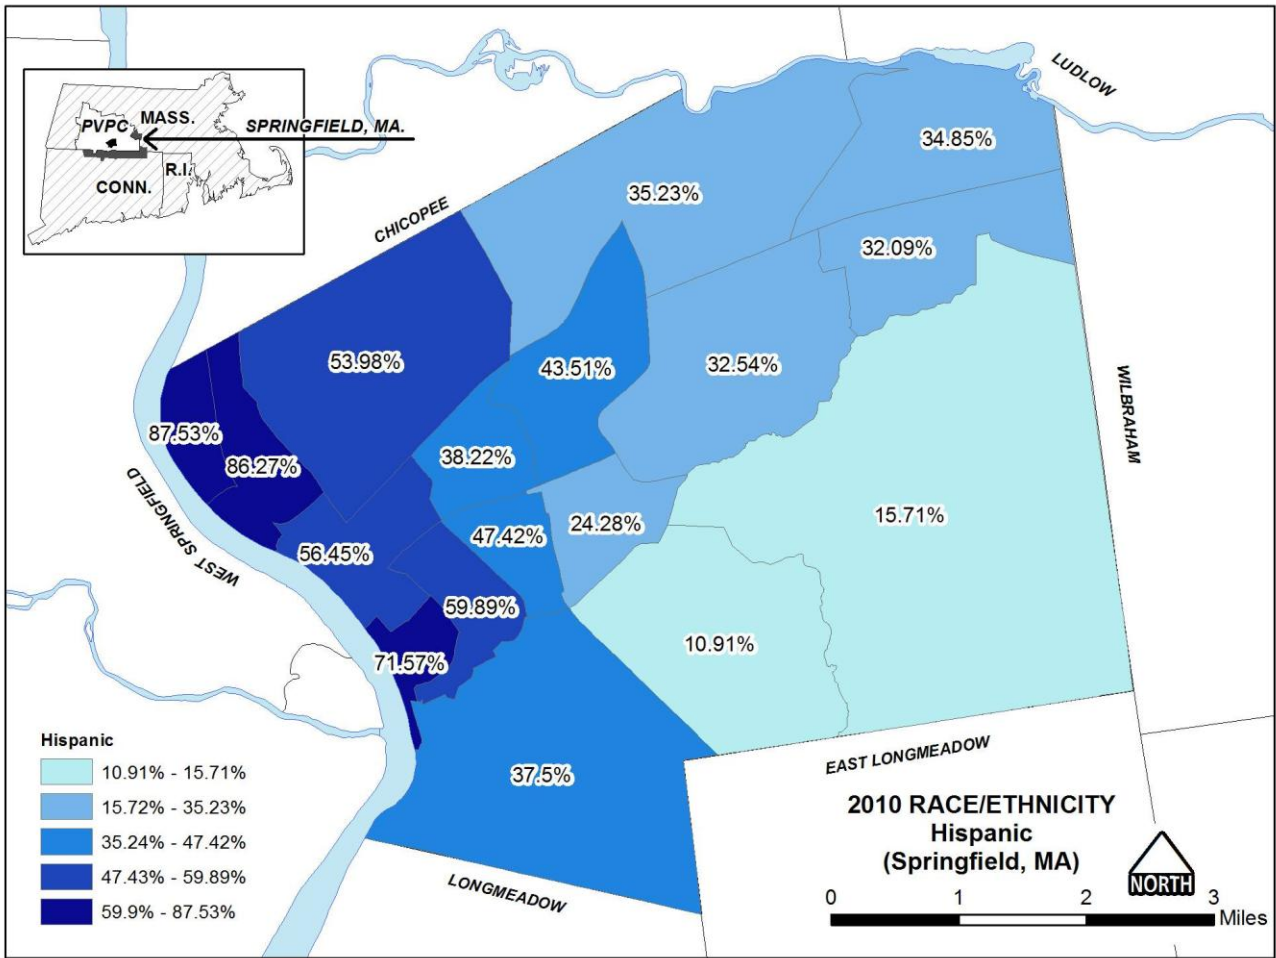 LUDLOW
PVPC
MASS.
SPRINGFIELD, MA.
R.I.
CONN.
CHICOPEE
34.85%
35.23%
32.09%
53.98%
43.51%
32.54%
87.53%
86.27%
38.22%
WILBRAHAM
WEST SPRINGFIELD
56.45%
47.42%
24.28%
15.71%
59.89%
71.57%
10.91%
37.5%
EAST LONGMEADOW
LONGMEADOW
Hispanic
10.91% - 15.71%
15.72% - 35.23%
35.24% - 47.42%
47.43% - 59.89%
59.9% - 87.53%
2010 RACE/ETHNICITY
Hispanic
(Springfield, MA)
NORTH
0 1 2 3
Miles